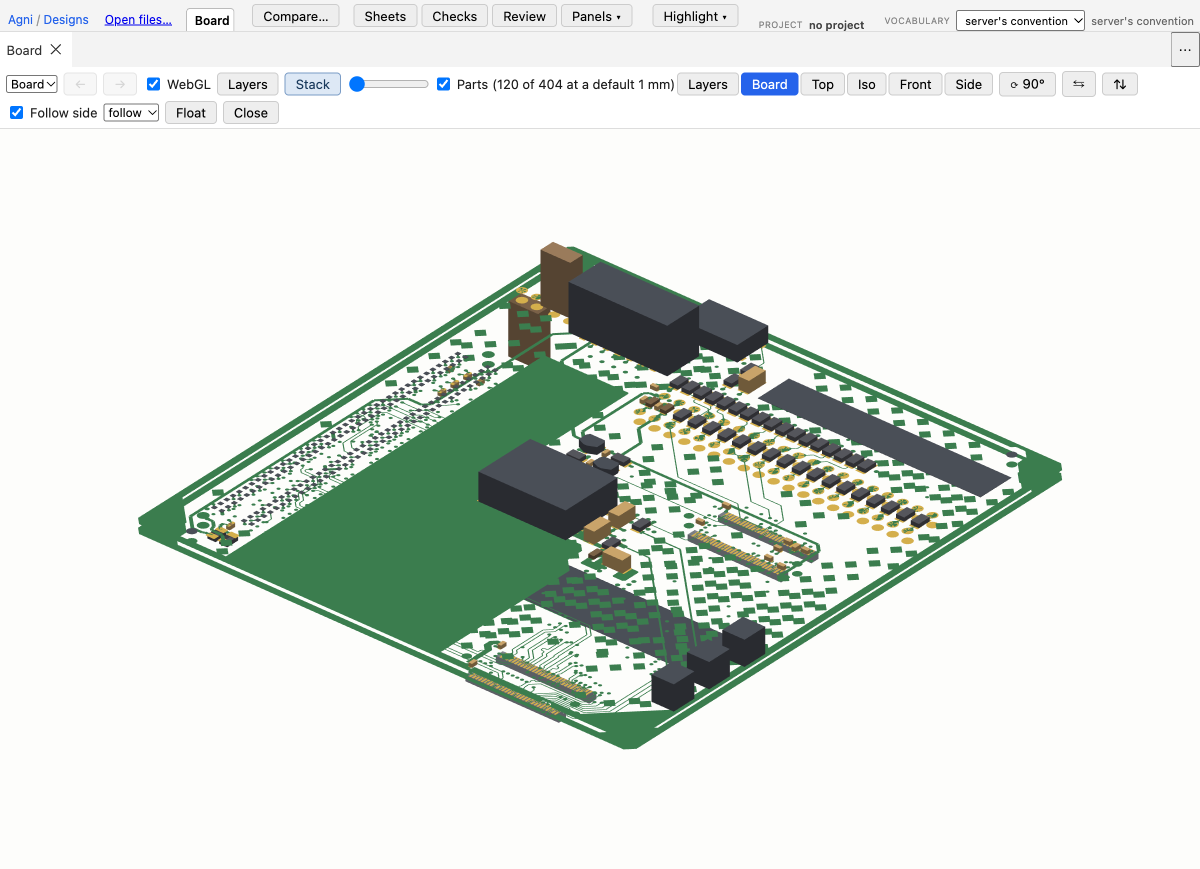 Agni / Designs Open files... Board Compare... Sheets Checks Review Panels ▾ Highlight ▾ PROJECT no project VOCABULARY server's convention server's convention
Board ✕ ...
Board ← → WebGL Layers Stack Parts (120 of 404 at a default 1 mm) Layers Board Top Iso Front Side ⟳ 90° ⇆ ⇅
Follow side follow Float Close